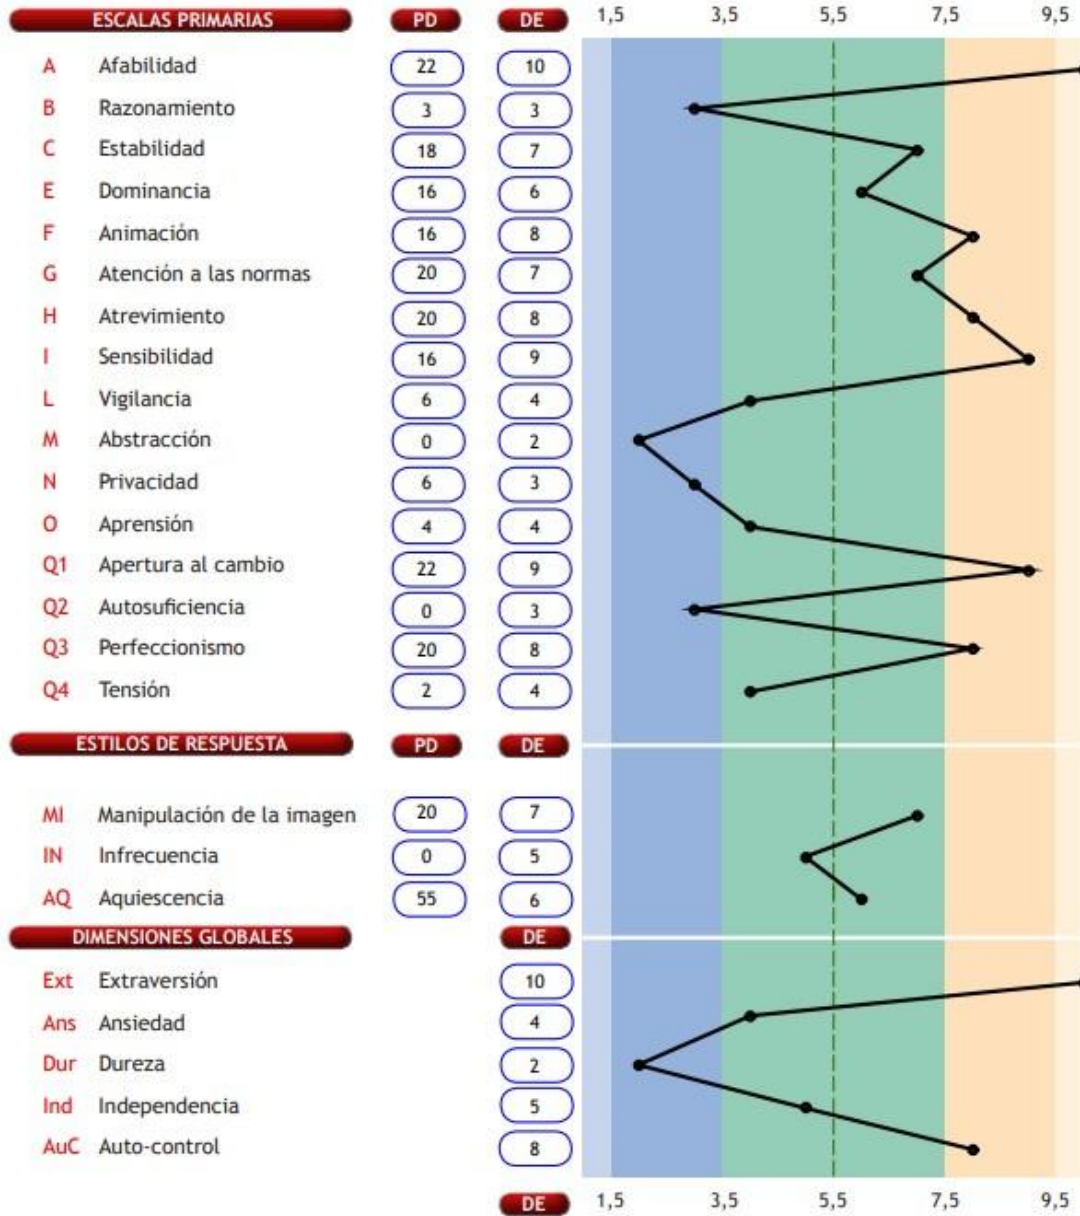 ESCALAS PRIMARIAS PD DE 1,5 3,5 5,5 7,5 9,5
A Afabilidad 22 10
B Razonamiento 3 3
C Estabilidad 18 7
E Dominancia 16 6
F Animación 16 8
G Atención a las normas 20 7
H Atrevimiento 20 8
I Sensibilidad 16 9
L Vigilancia 6 4
M Abstracción 0 2
N Privacidad 6 3
O Aprensión 4 4
Q1 Apertura al cambio 22 9
Q2 Autosuficiencia 0 3
Q3 Perfeccionismo 20 8
Q4 Tensión 2 4
ESTILOS DE RESPUESTA PD DE
MI Manipulación de la imagen 20 7
IN Infrecuencia 0 5
AQ Aquiescencia 55 6
DIMENSIONES GLOBALES DE
Ext Extraversión 10
Ans Ansiedad 4
Dur Dureza 2
Ind Independencia 5
AuC Auto-control 8
DE 1,5 3,5 5,5 7,5 9,5